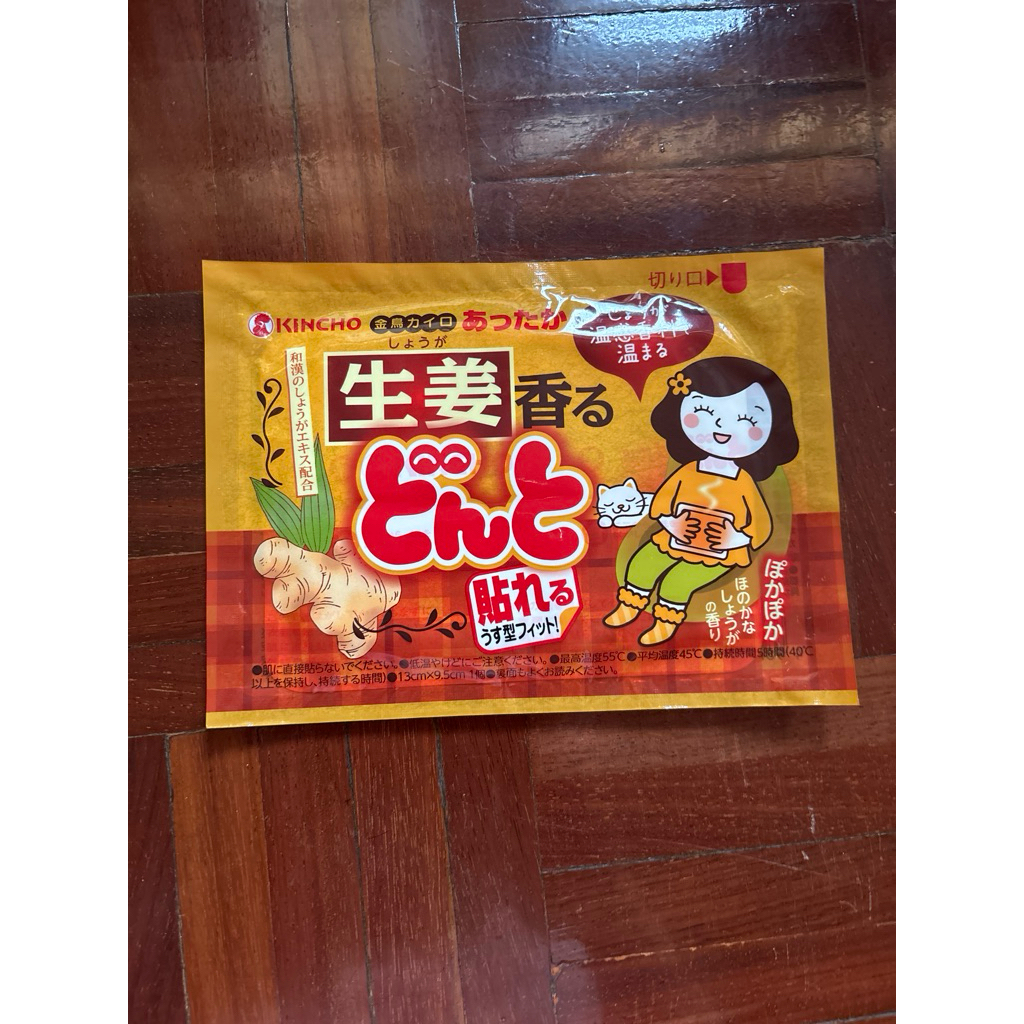 切り口
KINCHO 金鳥カイロ あったか
温まる
しょうが
生姜香る
和漢のしょうがエキス配合
どんと
貼れる
うす型フィット!
ぽかぽか
ほのかな
しょうが
の香り
●肌に直接貼らないでください。●低温やけどにご注意ください。●最高温度55℃●平均温度45℃●持続時間5時間(40℃
以上を保持し、持続する時間)●13cm×9.5cm 1個●裏面もよくお読みください。